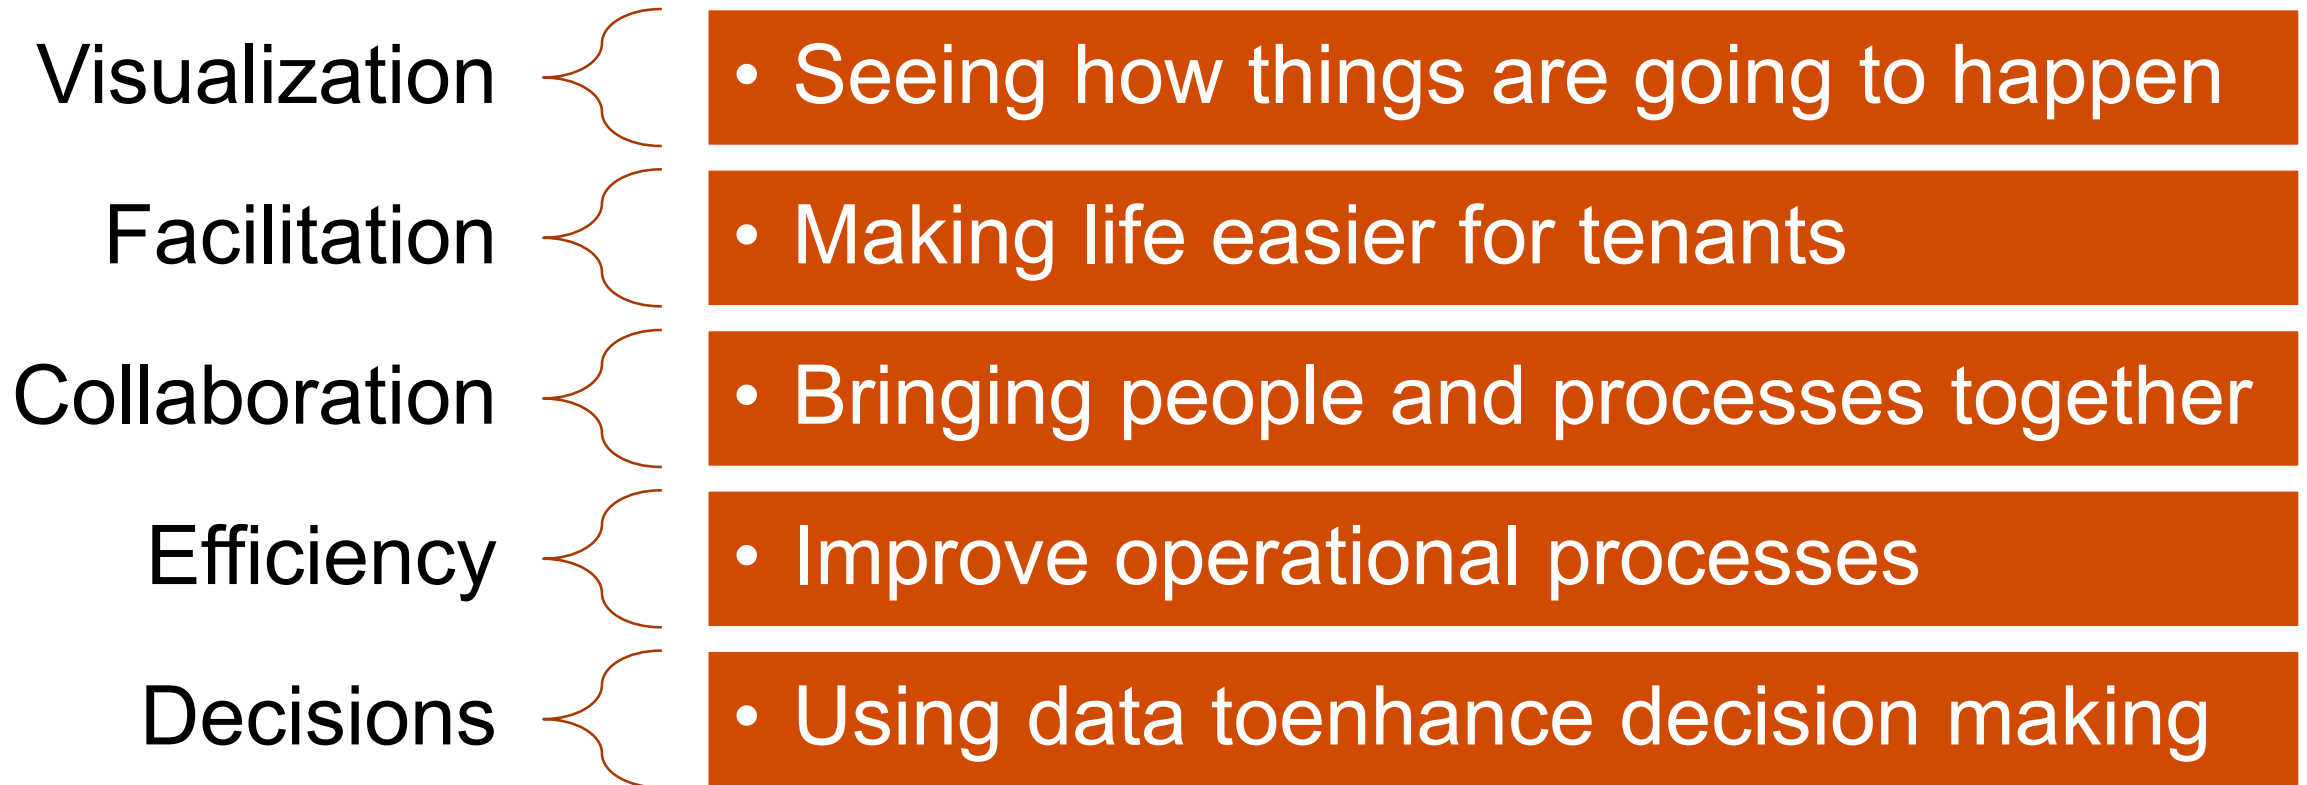 Visualization
• Seeing how things are going to happen
Facilitation
• Making life easier for tenants
Collaboration
• Bringing people and processes together
Efficiency
• Improve operational processes
Decisions
• Using data toenhance decision making